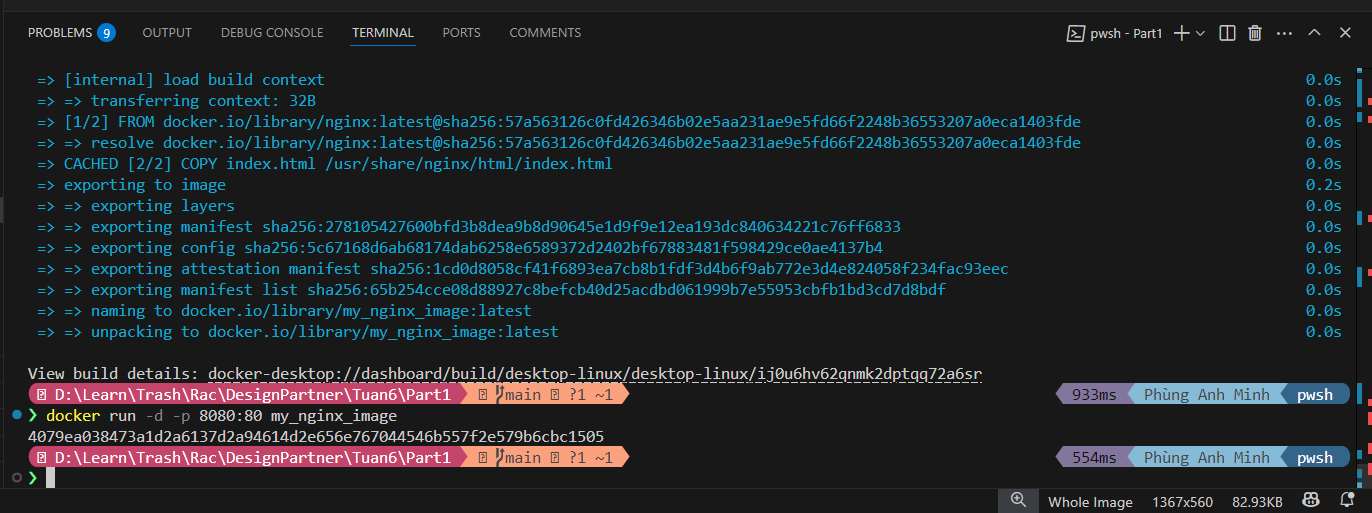 PROBLEMS 9 OUTPUT DEBUG CONSOLE TERMINAL PORTS COMMENTS pwsh - Part1
=> [internal] load build context 0.0s
=> => transferring context: 32B 0.0s
=> [1/2] FROM docker.io/library/nginx:latest@sha256:57a563126c0fd426346b02e5aa231ae9e5fd66f2248b36553207a0eca1403fde 0.0s
=> => resolve docker.io/library/nginx:latest@sha256:57a563126c0fd426346b02e5aa231ae9e5fd66f2248b36553207a0eca1403fde 0.0s
=> CACHED [2/2] COPY index.html /usr/share/nginx/html/index.html 0.0s
=> exporting to image 0.2s
=> => exporting layers 0.0s
=> => exporting manifest sha256:278105427600bfd3b8dea9b8d90645e1d9f9e12ea193dc840634221c76ff6833 0.0s
=> => exporting config sha256:5c67168d6ab68174dab6258e6589372d2402bf67883481f598429ce0ae4137b4 0.0s
=> => exporting attestation manifest sha256:1cd0d8058cf41f6893ea7cb8b1fdf3d4b6f9ab772e3d4e824058f234fac93eec 0.0s
=> => exporting manifest list sha256:65b254cce08d88927c8befcb40d25acdbd061999b7e55953cbfb1bd3cd7d8bdf 0.0s
=> => naming to docker.io/library/my_nginx_image:latest 0.0s
=> => unpacking to docker.io/library/my_nginx_image:latest 0.0s
View build details: docker-desktop://dashboard/build/desktop-linux/desktop-linux/ij0u6hv62qnmk2dptqq72a6sr
D:\Learn\Trash\Rac\DesignPartner\Tuan6\Part1 main ?1 ~1 933ms Phùng Anh Minh pwsh
❯ docker run -d -p 8080:80 my_nginx_image
4079ea038473a1d2a6137d2a94614d2e656e767044546b557f2e579b6cbc1505
D:\Learn\Trash\Rac\DesignPartner\Tuan6\Part1 main ?1 ~1 554ms Phùng Anh Minh pwsh
❯
Whole Image 1367x560 82.93KB